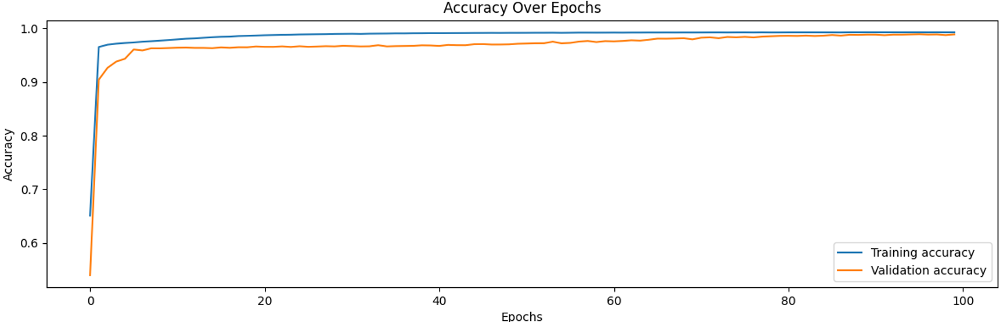 Accuracy Over Epochs
Accuracy
1.0
0.9
0.8
0.7
0.6
0 20 40 60 80 100
Epochs
Training accuracy
Validation accuracy